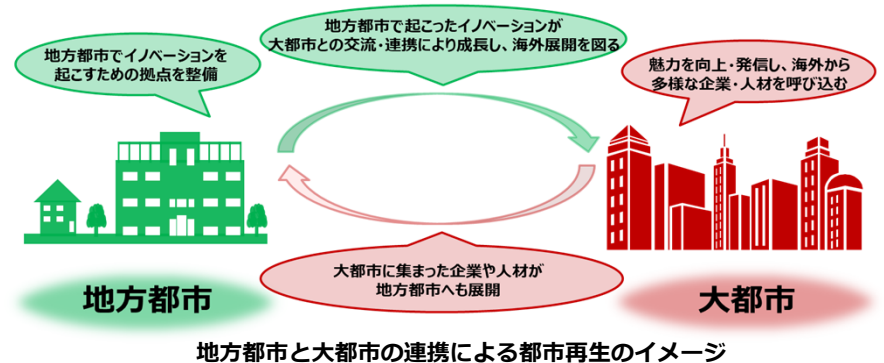 地方都市で起こったイノベーションが
大都市との交流・連携により成長し、海外展開を図る
地方都市でイノベーションを
起こすための拠点を整備
魅力を向上・発信し、海外から
多様な企業・人材を呼び込む
大都市に集まった企業や人材が
地方都市へも展開
地方都市
大都市
地方都市と大都市の連携による都市再生のイメージ